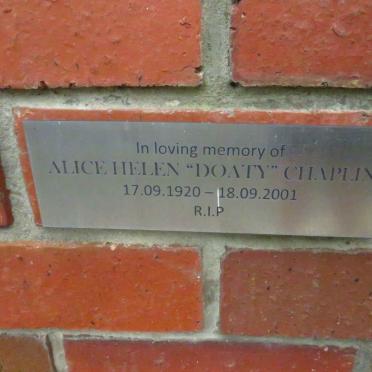 In loving memory of
ALICE HELEN “DOATY” CHAPLIN
17.09.1920 – 18.09.2001
R.I.P